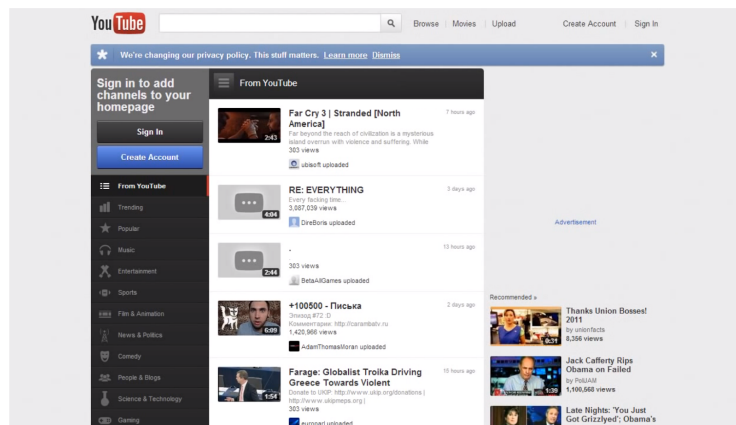 YouTube
Browse Movies Upload
Create Account Sign In
We're changing our privacy policy. This stuff matters. Learn more Dismiss
Sign in to add
channels to your
homepage
Sign In
Create Account
From YouTube
Trending
Popular
Music
Entertainment
Sports
Film & Animation
News & Politics
Comedy
People & Blogs
Science & Technology
Gaming
From YouTube
2:43
Far Cry 3 | Stranded [North
America]
7 hours ago
Far beyond the reach of civilization is a mysterious
island overrun with violence and suffering. While
303 views
ubisoft uploaded
4:04
RE: EVERYTHING
3 days ago
Every facking time..
3,087,039 views
DireBoris uploaded
2:44
.
13 hours ago
303 views
BetaAllGames uploaded
6:09
+100500 - Писька
2 days ago
Эпизод #72 :D
Комментарии: http://carambatv.ru
1,420,966 views
AdamThomasMoran uploaded
1:54
Farage: Globalist Troika Driving
Greece Towards Violent
15 hours ago
Donate to UKIP: http://www.ukip.org/donations |
http://www.ukipmeps.org |
303 views
europarl uploaded
Advertisement
Recommended »
0:31
Thanks Union Bosses!
2011
by unionfacts
8,356 views
1:39
Jack Cafferty Rips
Obama on Failed
by PoliJAM
1,100,568 views
Late Nights: 'You Just
Got Grizzlyed'; Obama's